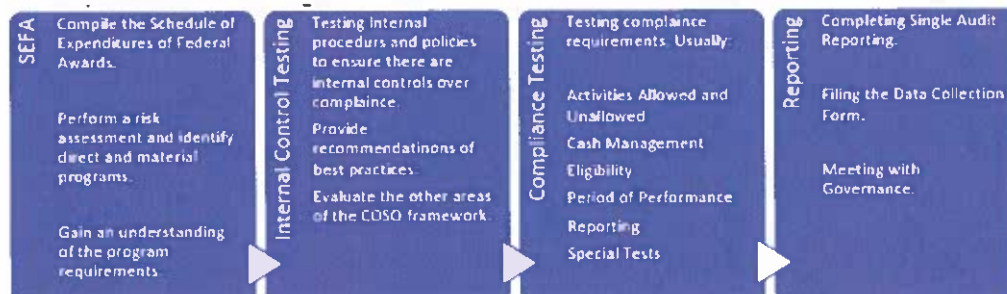 SEFA
Compile the Schedule of
Expenditures of Federal
Awards.
Perform a risk
assessment and identify
direct and material
programs.
Gain an understanding
of the program
requirements.
Internal Control Testing
Testing Internal
procedurs and policies
to ensure there are
internal controls over
complaince.
Provide
recommendatinons of
best practices.
Evaluate the other areas
of the COSO framework.
Compliance Testing
Testing complaince
requirements. Usually:
Activities Allowed and
Unallowed
Cash Management
Eligibility
Period of Performance
Reporting
Special Tests
Reporting
Completing Single Audit
Reporting.
Filing the Data Collection
Form.
Meeting with
Governance.